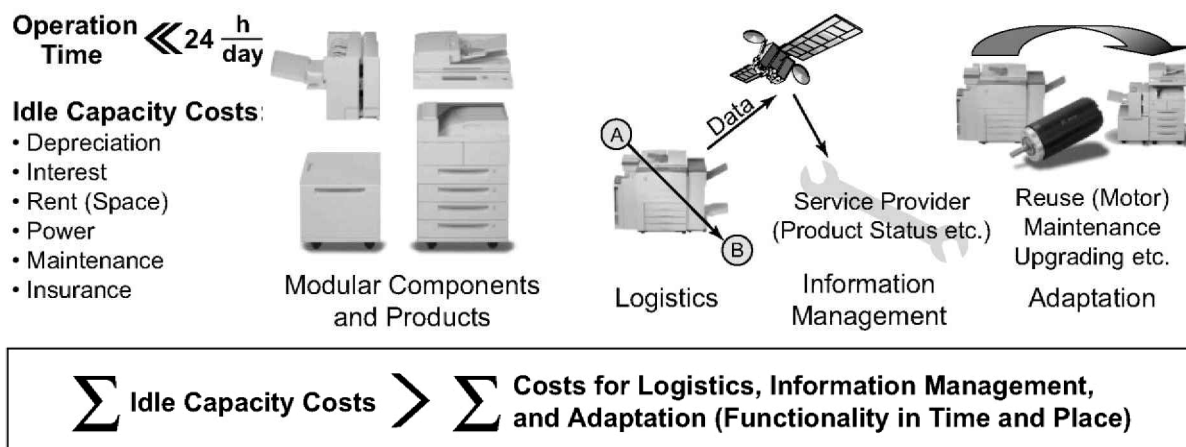 Operation
Time ≪ 24 h/day
Idle Capacity Costs:
• Depreciation
• Interest
• Rent (Space)
• Power
• Maintenance
• Insurance
Modular Components
and Products
A
B
Logistics
Data
Service Provider
(Product Status etc.)
Information
Management
Reuse (Motor)
Maintenance
Upgrading etc.
Adaptation
∑ Idle Capacity Costs > ∑ Costs for Logistics, Information Management,
and Adaptation (Functionality in Time and Place)